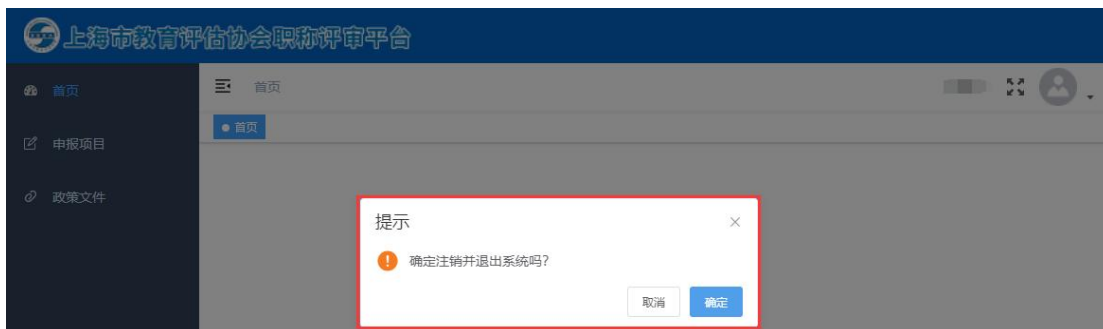 上海市教育评估协会职称评审平台
首页
首页
首页
申报项目
政策文件
提示
确定注销并退出系统吗?
取消 确定